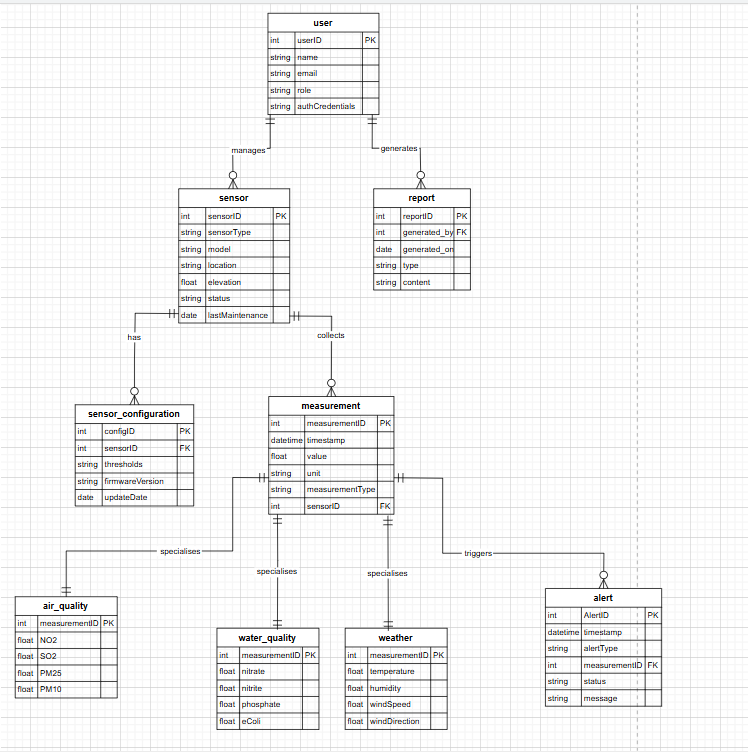 user
int userID PK
string name
string email
string role
string authCredentials
manages
generates
sensor
int sensorID PK
string sensorType
string model
string location
float elevation
string status
date lastMaintenance
report
int reportID PK
int generated_by FK
date generated_on
string type
string content
has
collects
sensor_configuration
int configID PK
int sensorID FK
string thresholds
string firmwareVersion
date updateDate
measurement
int measurementID PK
datetime timestamp
float value
string unit
string measurementType
int sensorID FK
specialises
specialises
specialises
triggers
air_quality
int measurementID PK
float NO2
float SO2
float PM25
float PM10
water_quality
int measurementID PK
float nitrate
float nitrite
float phosphate
float eColi
weather
int measurementID PK
float temperature
float humidity
float windSpeed
float windDirection
alert
int AlertID PK
datetime timestamp
string alertType
int measurementID FK
string status
string message